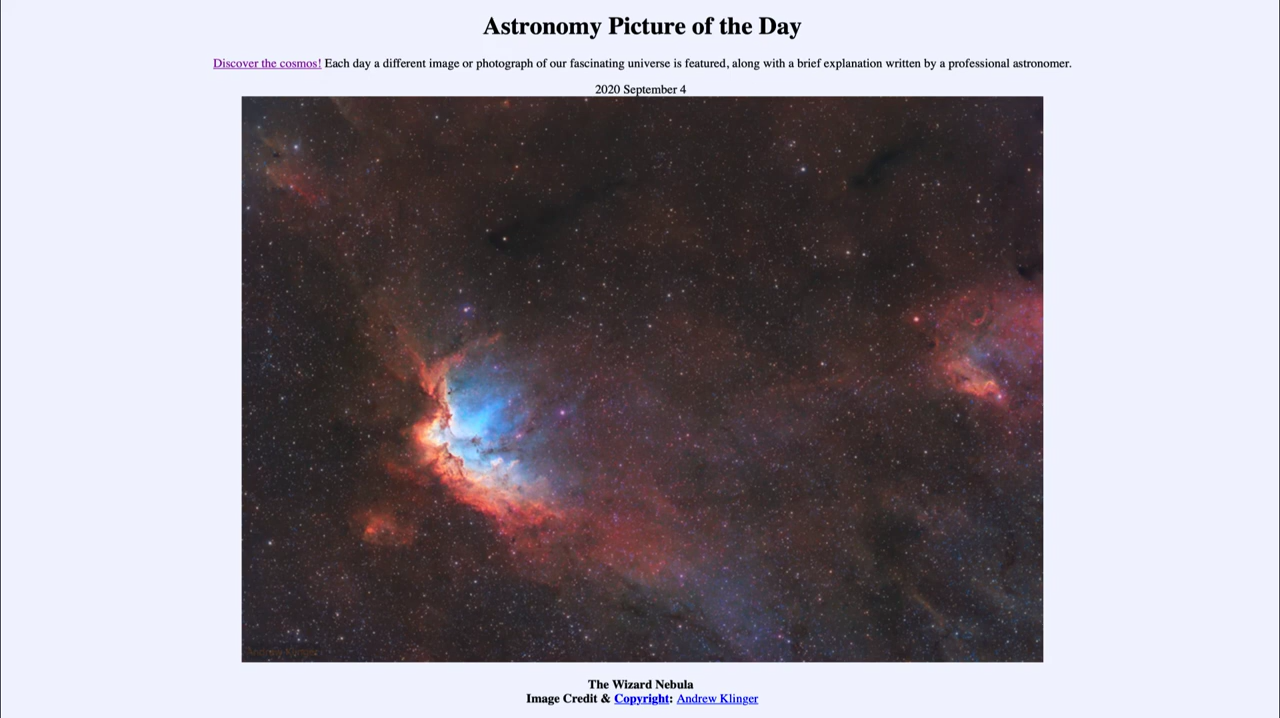 Astronomy Picture of the Day
Discover the cosmos! Each day a different image or photograph of our fascinating universe is featured, along with a brief explanation written by a professional astronomer.
2020 September 4
Andrew Klinger
The Wizard Nebula
Image Credit & Copyright: Andrew Klinger